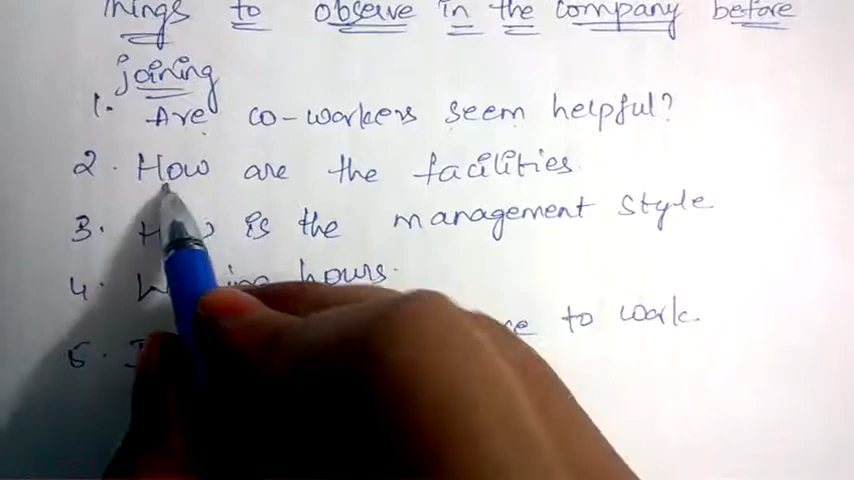 Things to observe in the company before
joining
1. Are co-workers seem helpful?
2. How are the facilities.
3. is the management style
4. hours.
to work.
5.